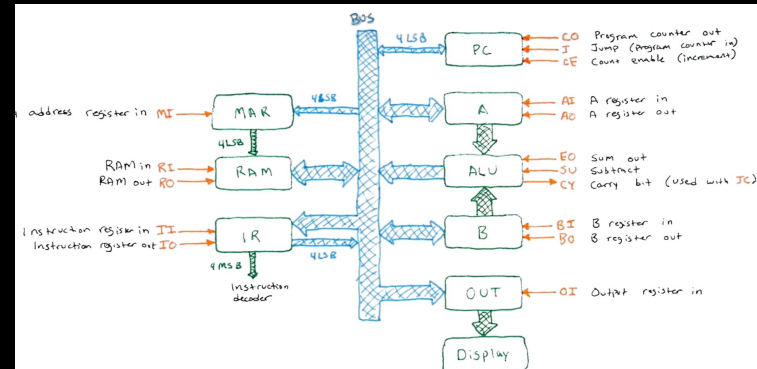 BUS
4LSB
PC
CO Program counter out
J Jump (program counter in)
CE Count enable (increment)
address register in MI
MAR
4LSB
A
AI A register in
AO A register out
4LSB
RAM in RI
RAM out RO
RAM
ALU
EO Sum out
SU Subtract
CY Carry bit (used with JC)
Instruction register in II
Instruction register out IO
IR
4LSB
B
BI B register in
BO B register out
4MSB
Instruction
decoder
OUT
OI Output register in
Display